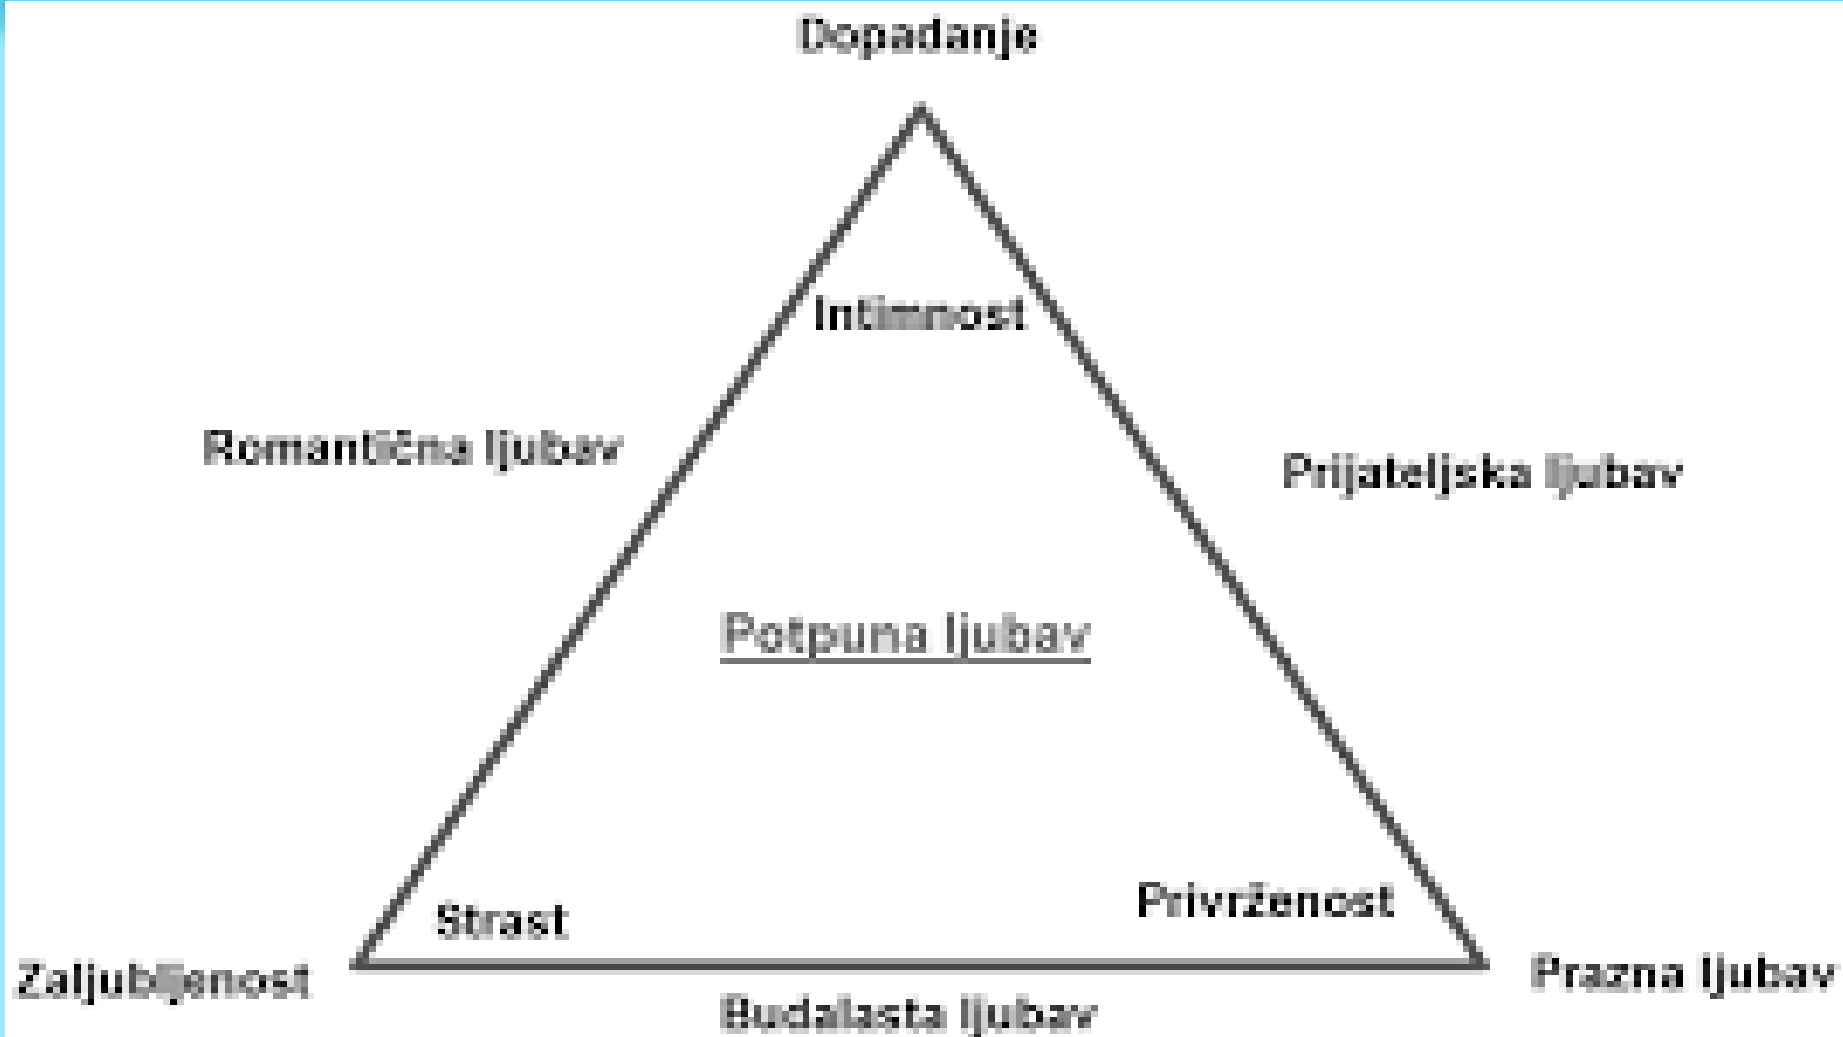 Dopadanje
Intimnost
Romantična ljubav
Prijateljska ljubav
Potpuna ljubav
Privrženost
Strast
Zaljubljenost
Prazna ljubav
Budalasta ljubav